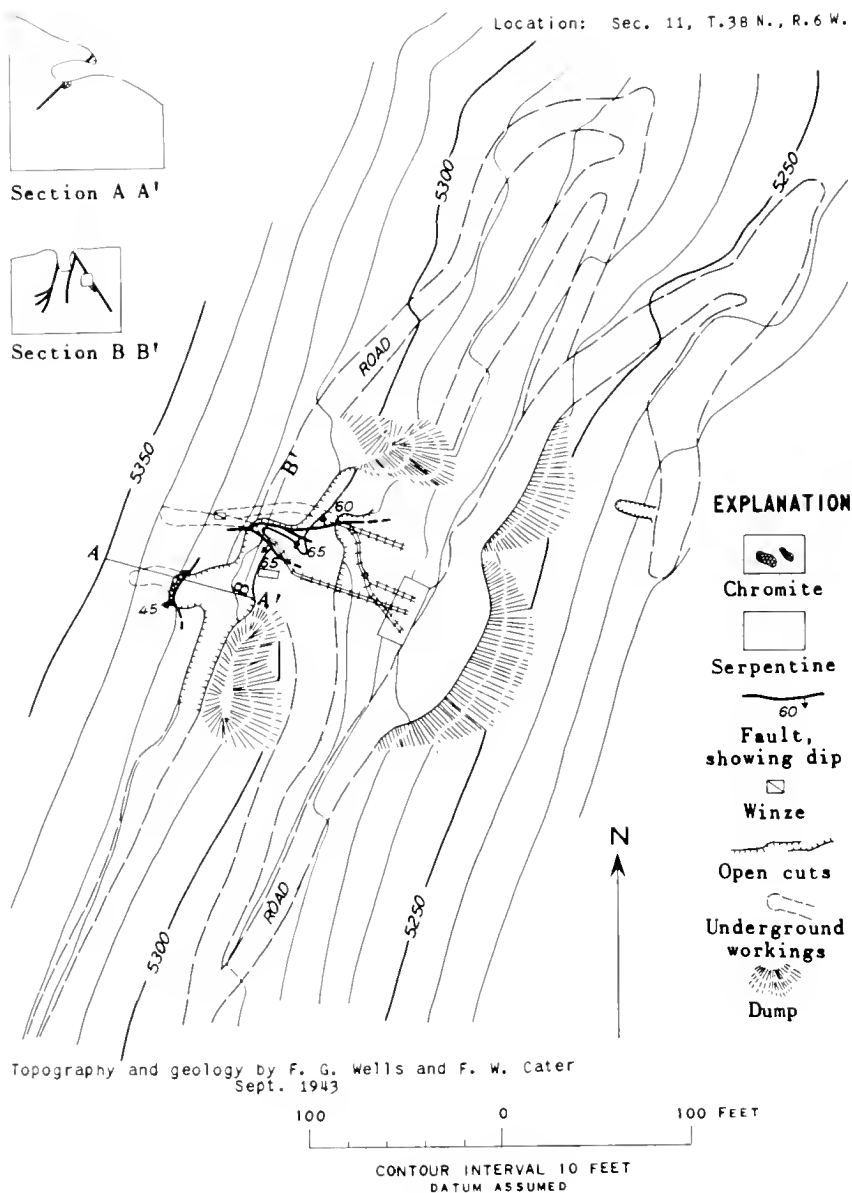 Location: Sec. 11, T.38 N., R.6 W.
Section A A'
Section B B'
5300
5250
5350
ROAD
B'
60
65
65
A
B
A'
45
EXPLANATION
Chromite
Serpentine
60
Fault,
showing dip
Winze
Open cuts
Underground
workings
Dump
N
ROAD
5250
5300
Topography and geology by F. G. Wells and F. W. Cater
Sept. 1943
100 0 100 FEET
CONTOUR INTERVAL 10 FEET
DATUM ASSUMED